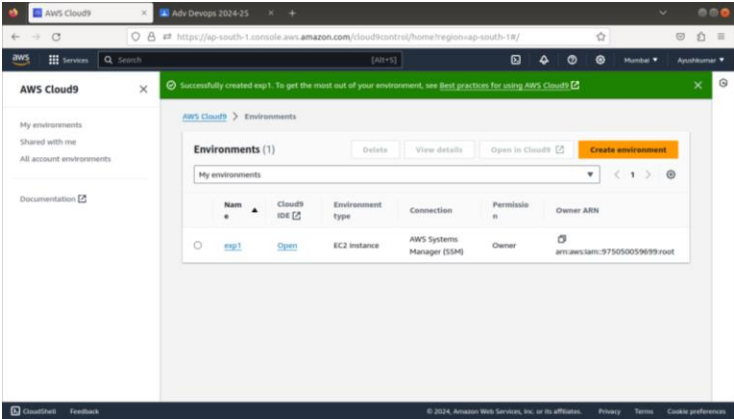 AWS Cloud9
Adv Devops 2024-25
https://ap-south-1.console.aws.amazon.com/cloud9control/home?region=ap-south-1#/
aws
Services
Search
[Alt+S]
Mumbai
Ayushkumar
AWS Cloud9
My environments
Shared with me
All account environments
Documentation
Successfully created exp1. To get the most out of your environment, see Best practices for using AWS Cloud9
AWS Cloud9 > Environments
Environments (1)
Delete
View details
Open in Cloud9
Create environment
My environments
1
Nam
e
Cloud9
IDE
Environment
type
Connection
Permissio
n
Owner ARN
exp1
Open
EC2 instance
AWS Systems
Manager (SSM)
Owner
arn:aws:iam::975050059699:root
CloudShell
Feedback
© 2024, Amazon Web Services, Inc. or its affiliates.
Privacy
Terms
Cookie preferences